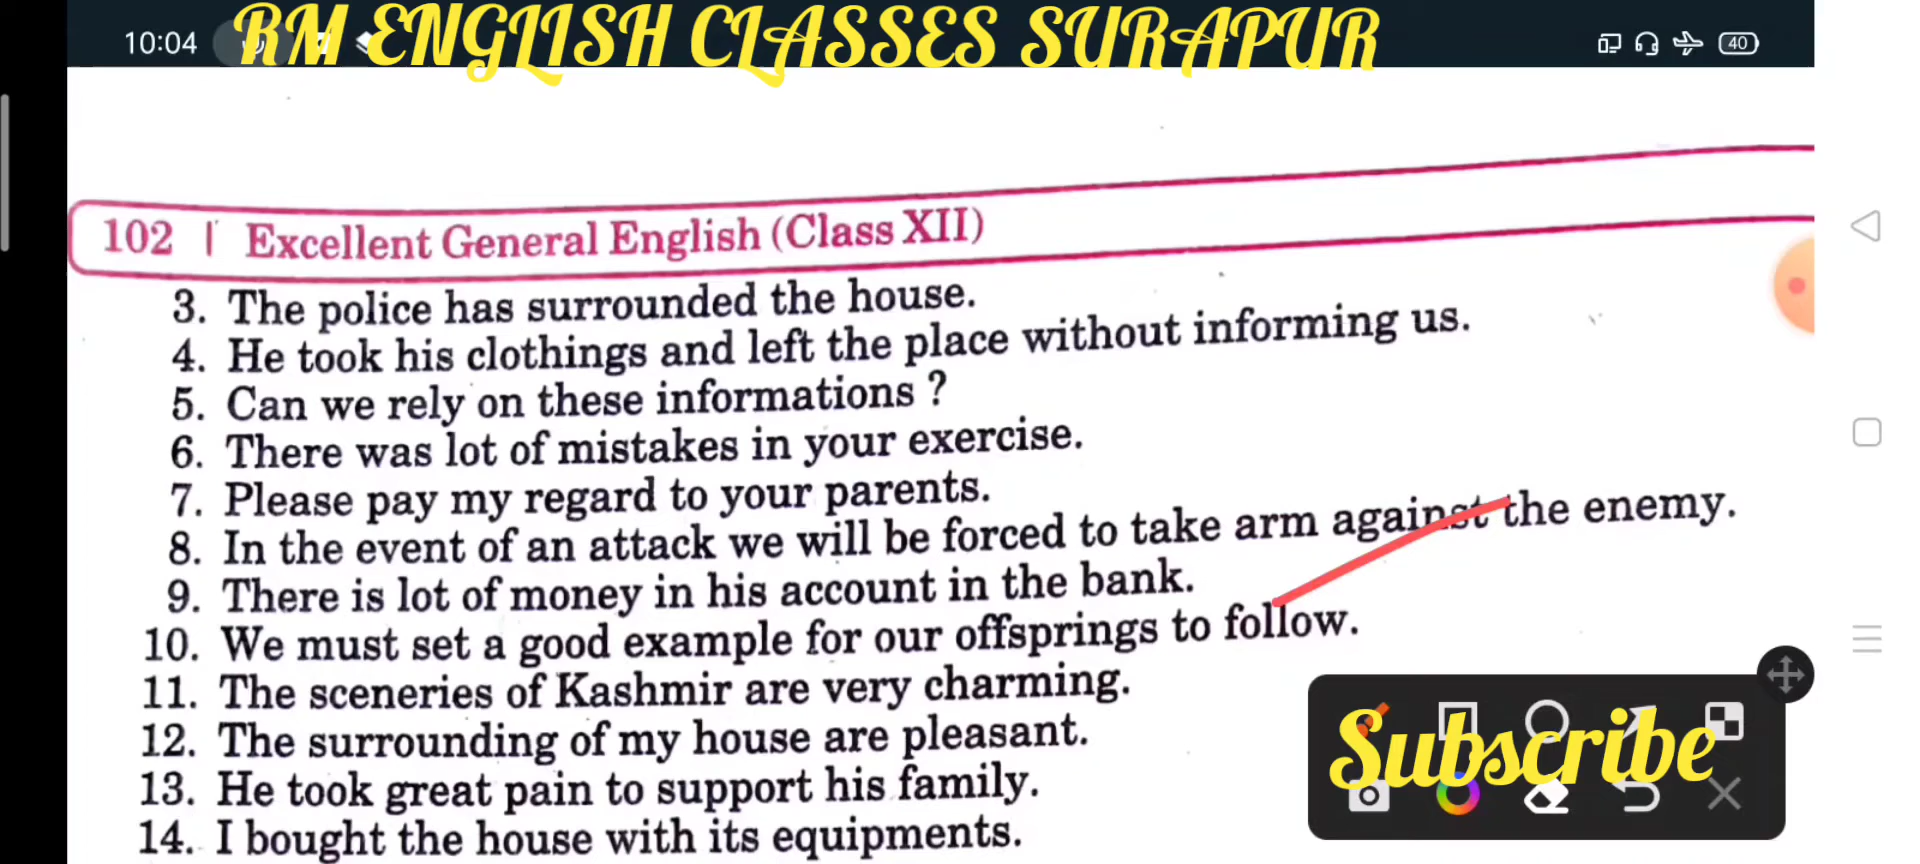 RM ENGLISH CLASSES SURAPUR
10:04
40
102 | Excellent General English (Class XII)
3. The police has surrounded the house.
4. He took his clothings and left the place without informing us.
5. Can we rely on these informations ?
6. There was lot of mistakes in your exercise.
7. Please pay my regard to your parents.
8. In the event of an attack we will be forced to take arm against the enemy.
9. There is lot of money in his account in the bank.
10. We must set a good example for our offsprings to follow.
11. The sceneries of Kashmir are very charming.
12. The surrounding of my house are pleasant.
13. He took great pain to support his family.
14. I bought the house with its equipments.
Subscribe